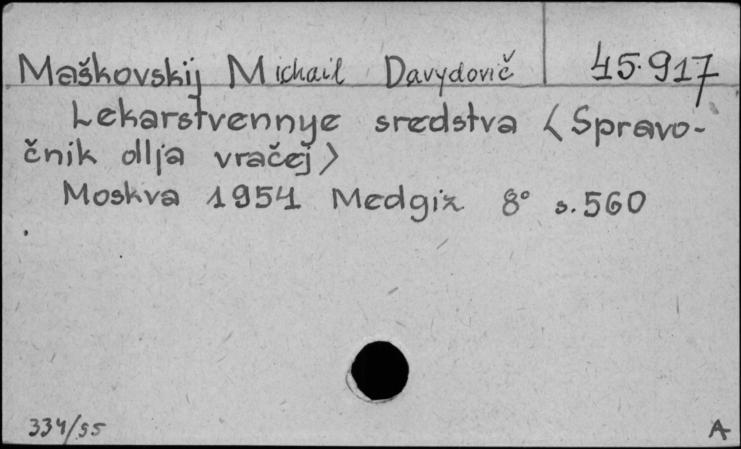 Maškovskij Michail Davydovič 45.917
Lekarstvennye sredstva <Spravo-
čnik dlja vračej>
Moskva 1954 Medgiz 8° s.560
334/55 A